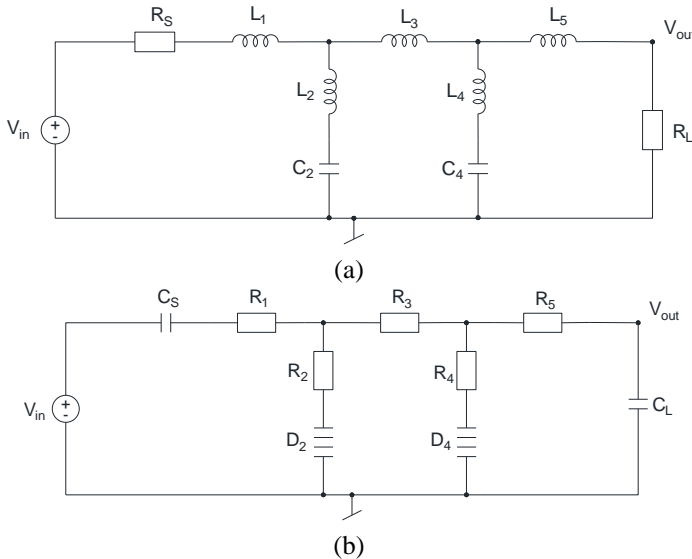 R_S L_1 L_3 L_5 V_out
L_2 L_4
V_in + - R_L
C_2 C_4
(a)
C_S R_1 R_3 R_5 V_out
R_2 R_4
V_in + - D_2 D_4 C_L
(b)